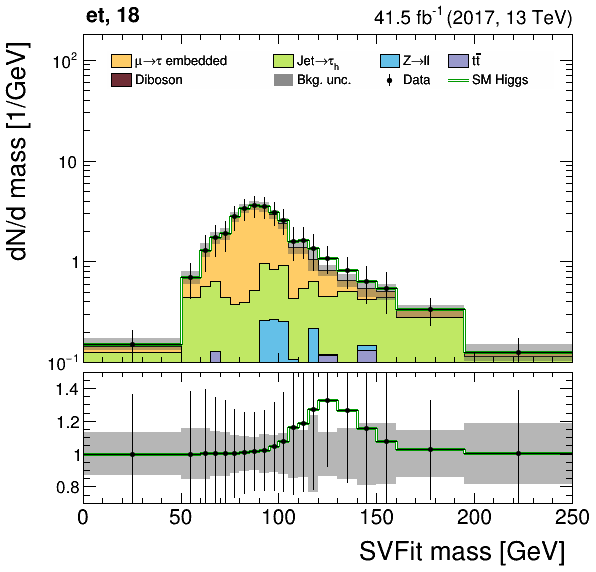 et, 18 41.5 fb⁻¹ (2017, 13 TeV)
dN/d mass [1/GeV]
10²
10
1
10⁻¹
μ→τ embedded Jet→τₕ Z→ll tt̄
Diboson Bkg. unc. Data SM Higgs
1.4
1.2
1
0.8
0 50 100 150 200 250
SVFit mass [GeV]